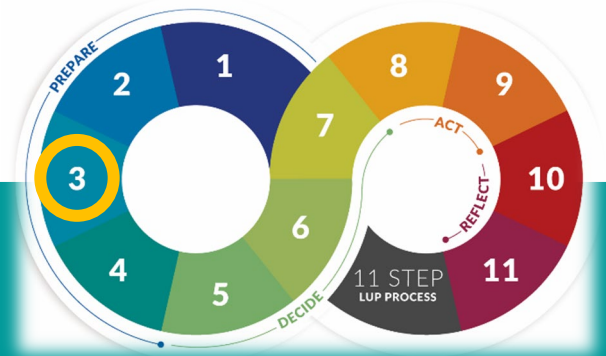 PREPARE
1
2
3
4
5
6
7
8
9
10
11
DECIDE
ACT
REFLECT
11 STEP
LUP PROCESS